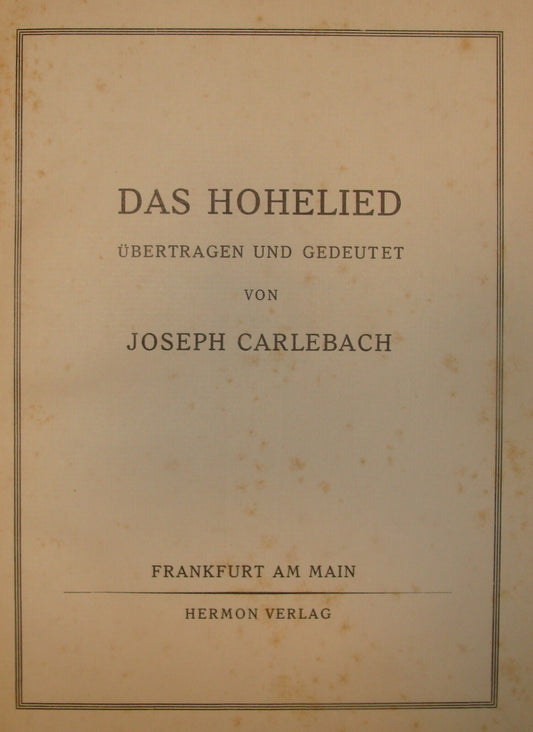 DAS HOHELIED
ÜBERTRAGEN UND GEDEUTET
VON
JOSEPH CARLEBACH
FRANKFURT AM MAIN
HERMON VERLAG